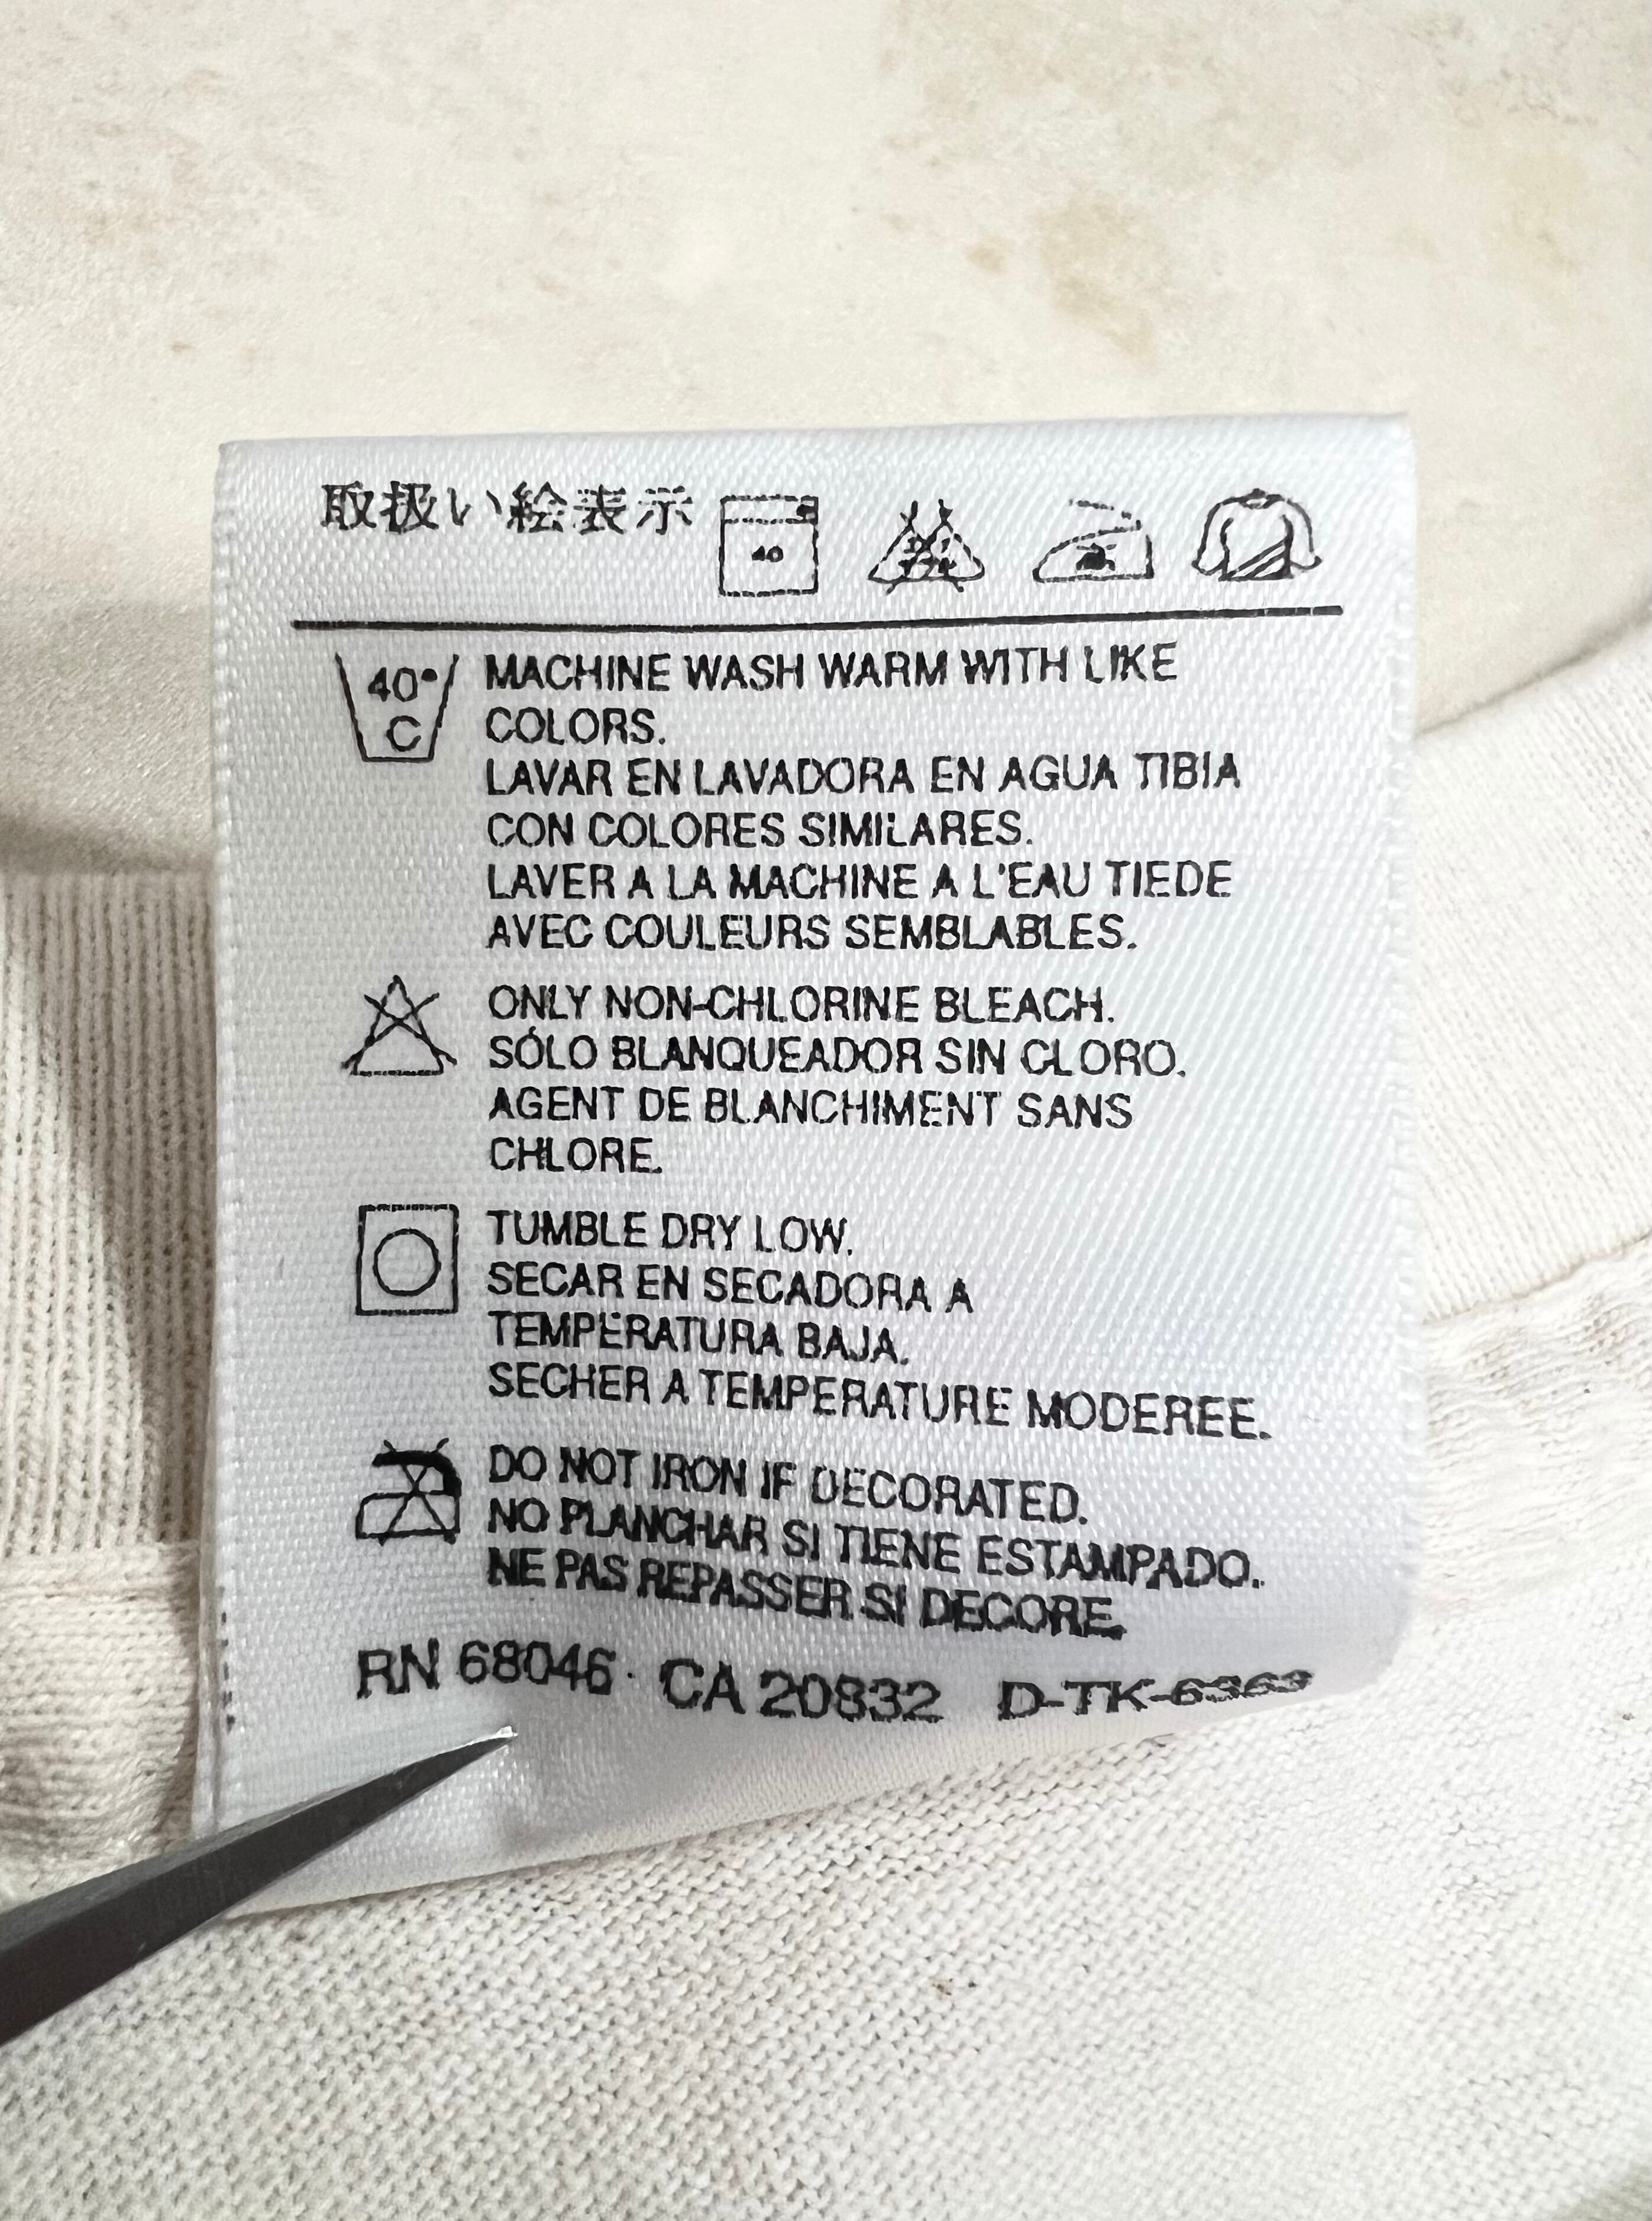 取扱い絵表示 40
40°
C
MACHINE WASH WARM WITH LIKE
COLORS.
LAVAR EN LAVADORA EN AGUA TIBIA
CON COLORES SIMILARES.
LAVER A LA MACHINE A L'EAU TIEDE
AVEC COULEURS SEMBLABLES.
ONLY NON-CHLORINE BLEACH.
SÓLO BLANQUEADOR SIN CLORO.
AGENT DE BLANCHIMENT SANS
CHLORE.
TUMBLE DRY LOW.
SECAR EN SECADORA A
TEMPERATURA BAJA.
SECHER A TEMPERATURE MODEREE.
DO NOT IRON IF DECORATED.
NO PLANCHAR SI TIENE ESTAMPADO.
NE PAS REPASSER SI DECORE.
RN 68046 CA 20832